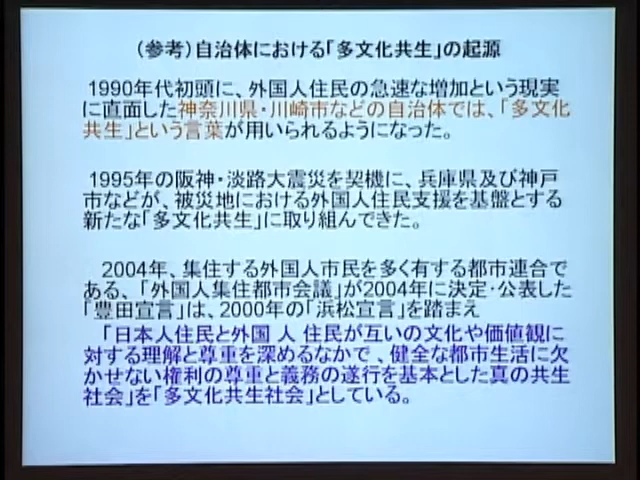 (参考)自治体における「多文化共生」の起源
1990年代初頭に、外国人住民の急速な増加という現実
に直面した神奈川県・川崎市などの自治体では、「多文化
共生」という言葉が用いられるようになった。
1995年の阪神・淡路大震災を契機に、兵庫県及び神戸
市などが、被災地における外国人住民支援を基盤とする
新たな「多文化共生」に取り組んできた。
2004年、集住する外国人市民を多く有する都市連合で
ある、「外国人集住都市会議」が2004年に決定・公表した
「豊田宣言」は、2000年の「浜松宣言」を踏まえ
「日本人住民と外国 人 住民が互いの文化や価値観に
対する理解と尊重を深めるなかで 、健全な都市生活に欠
かせない権利の尊重と義務の遂行を基本とした真の共生
社会」を「多文化共生社会」としている。